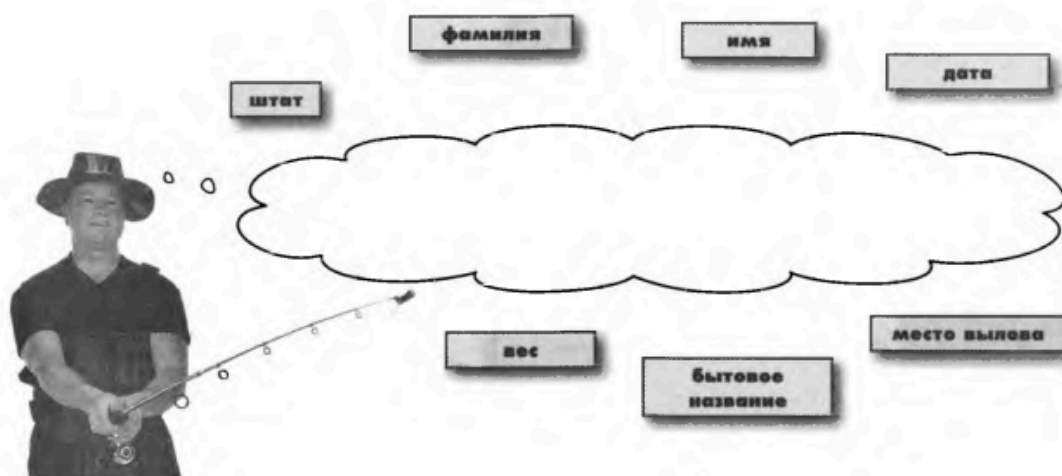 фамилия
имя
дата
штат
вес
бытовое
название
место вылова